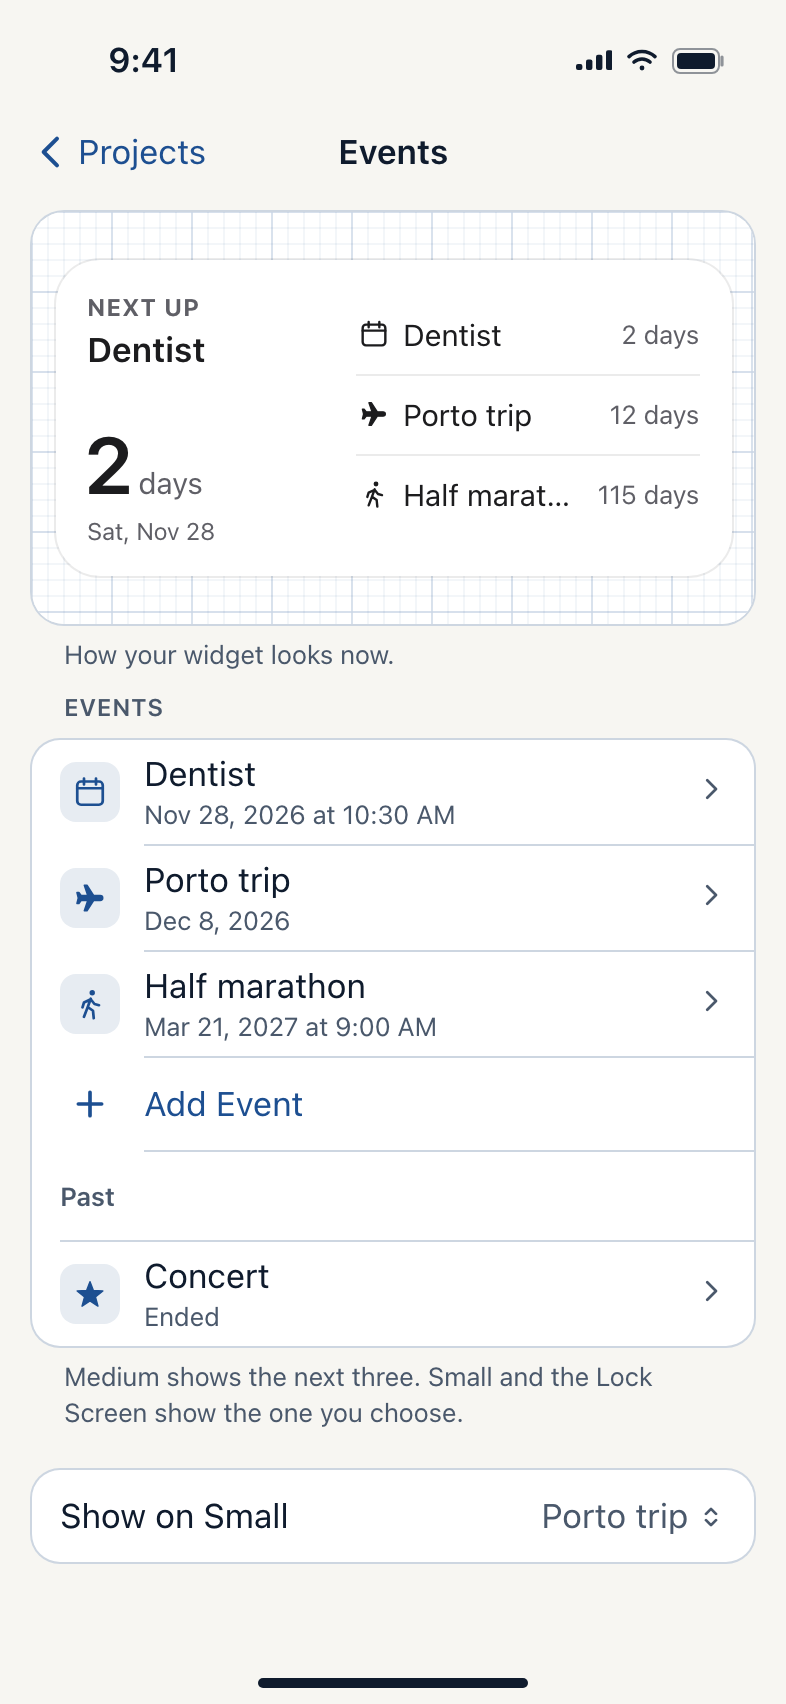 9:41
Projects
Events
NEXT UP
Dentist
2 days
Sat, Nov 28
Dentist 2 days
Porto trip 12 days
Half marat... 115 days
How your widget looks now.
EVENTS
Dentist
Nov 28, 2026 at 10:30 AM
Porto trip
Dec 8, 2026
Half marathon
Mar 21, 2027 at 9:00 AM
Add Event
Past
Concert
Ended
Medium shows the next three. Small and the Lock
Screen show the one you choose.
Show on Small Porto trip